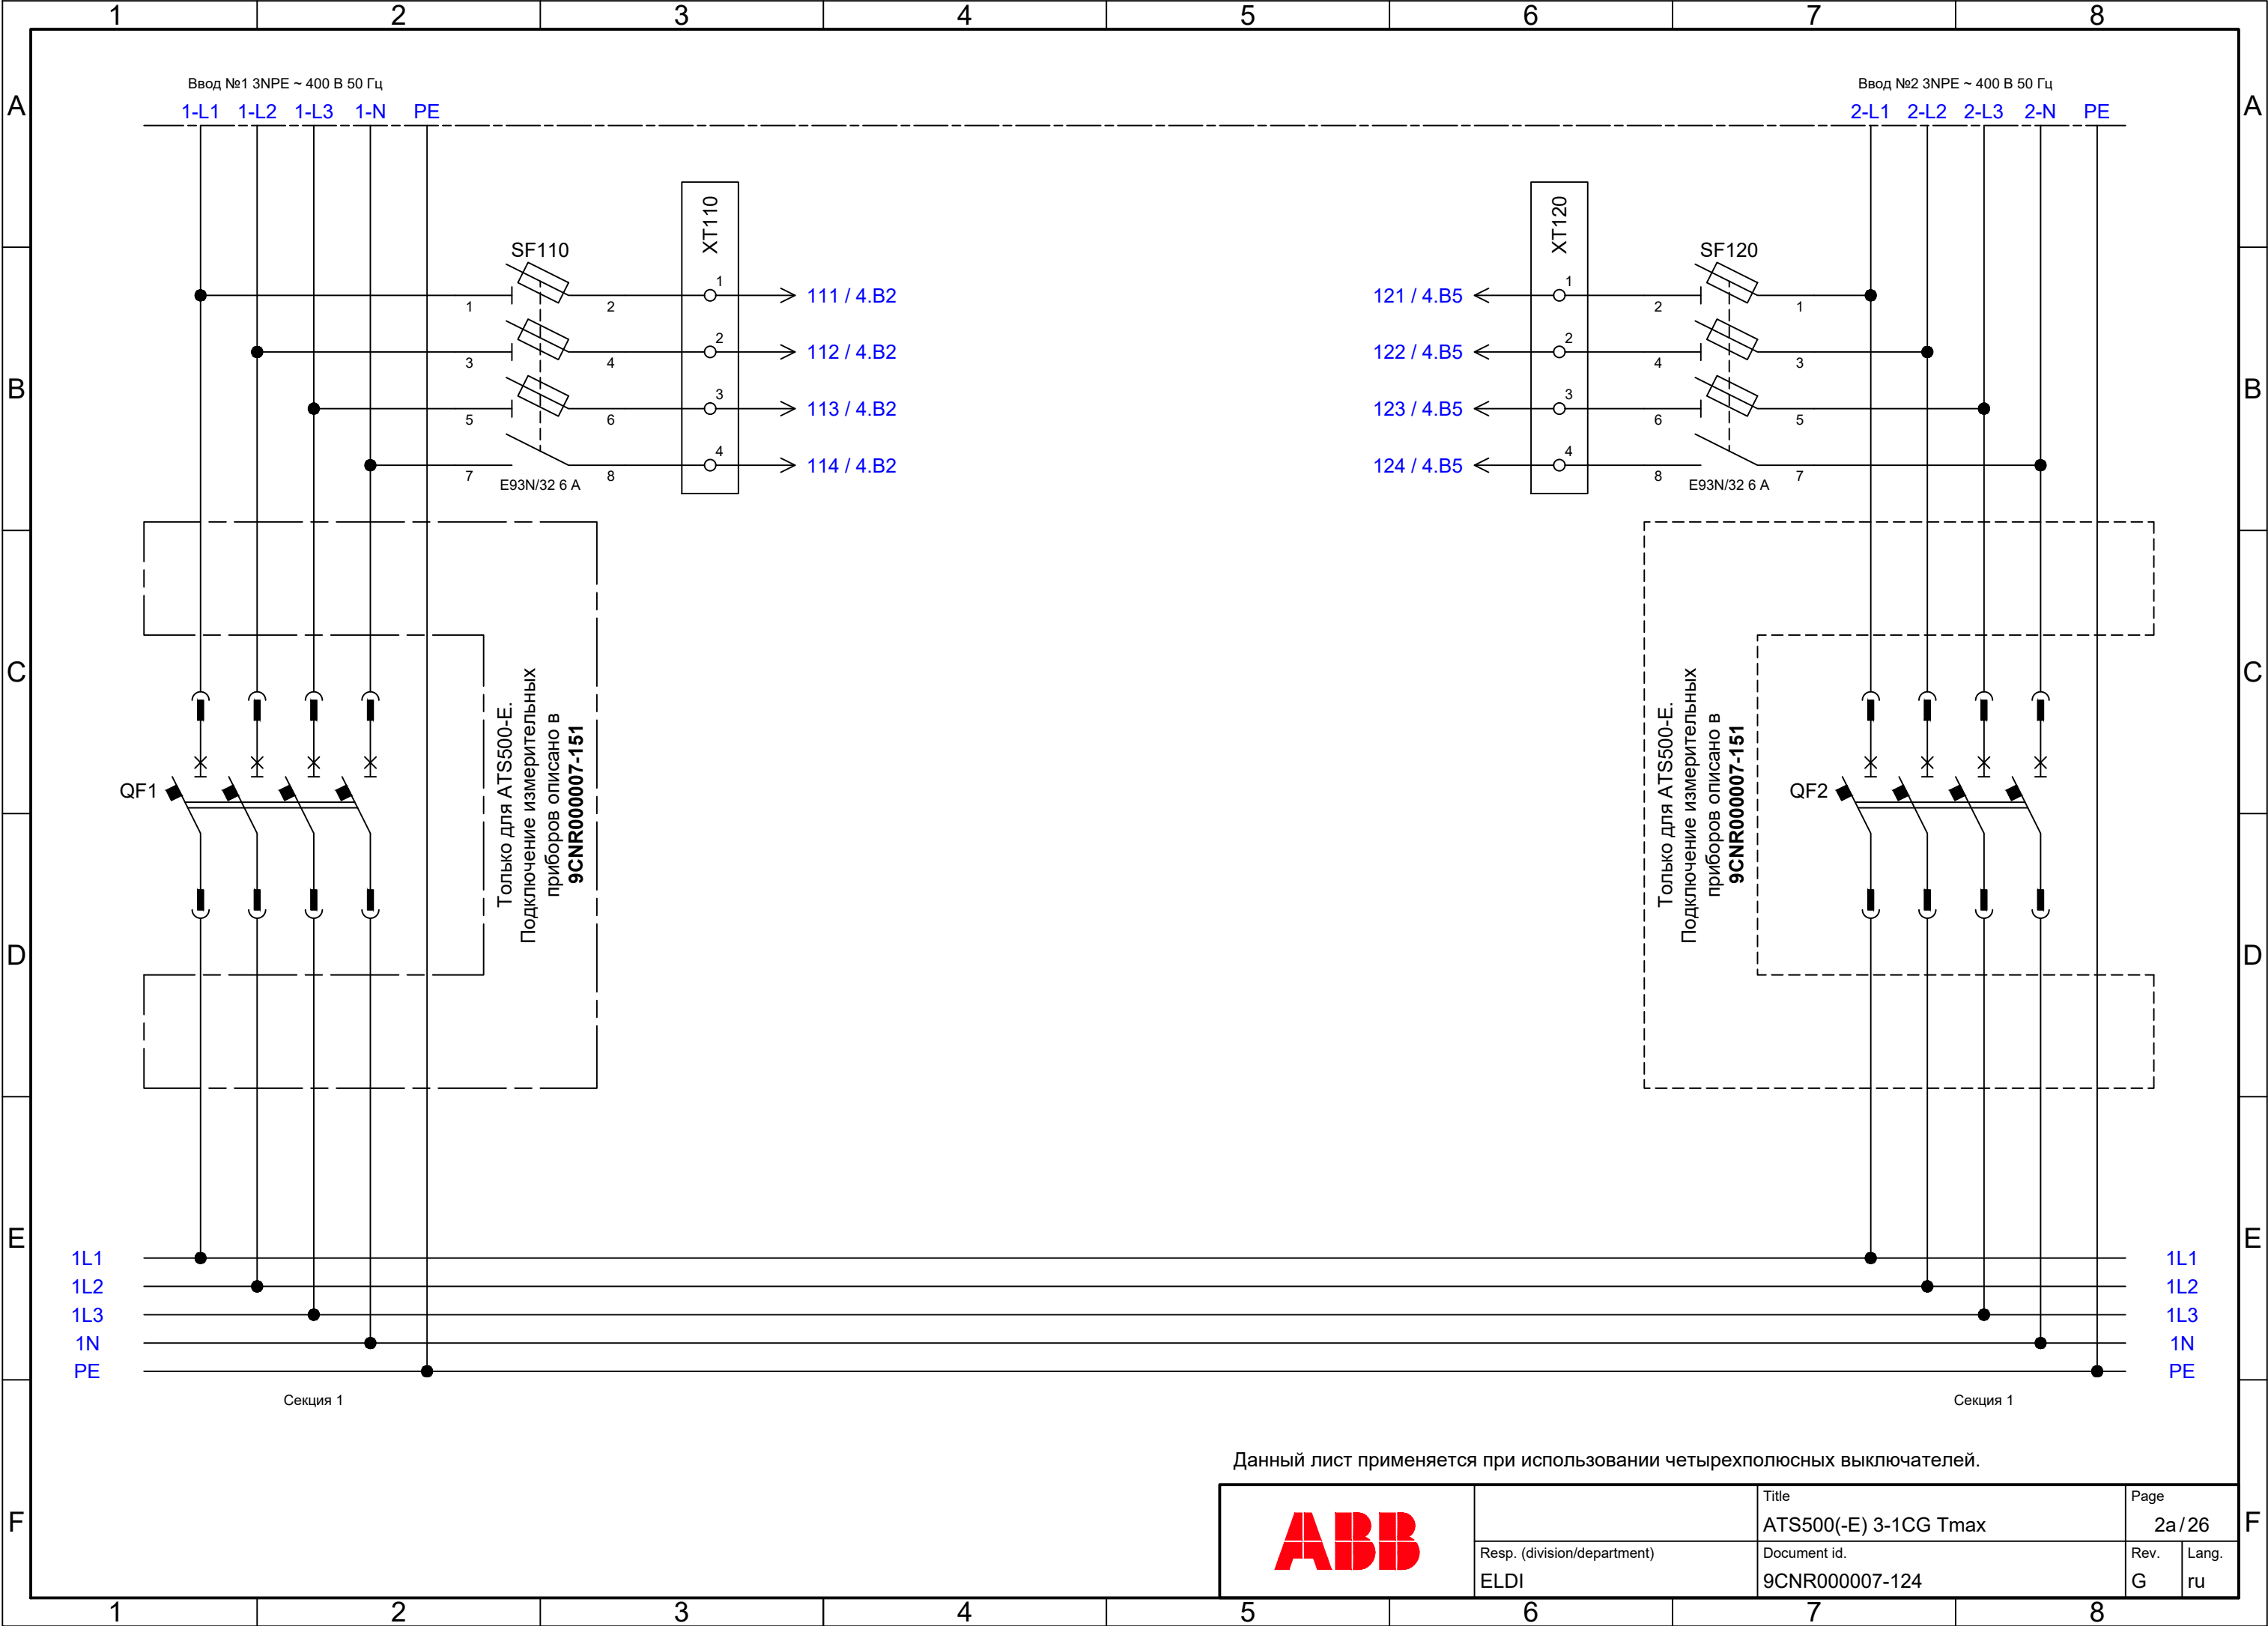 1 2 3 4 5 6 7 8
A A
Ввод №1 3NPE ~ 400 В 50 Гц
1-L1 1-L2 1-L3 1-N PE
Ввод №2 3NPE ~ 400 В 50 Гц
2-L1 2-L2 2-L3 2-N PE
B B
SF110
XT110
1 2 1 111 / 4.B2
3 4 2 112 / 4.B2
5 6 3 113 / 4.B2
7 8 4 114 / 4.B2
E93N/32 6 A
XT120
SF120
121 / 4.B5 1 2 1
122 / 4.B5 2 4 3
123 / 4.B5 3 6 5
124 / 4.B5 4 8 7
E93N/32 6 A
C C
QF1
Только для ATS500-E.
Подключение измерительных
приборов описано в
9CNR000007-151
Только для ATS500-E.
Подключение измерительных
приборов описано в
9CNR000007-151
QF2
D D
E E
1L1 1L1
1L2 1L2
1L3 1L3
1N 1N
PE PE
Секция 1 Секция 1
Данный лист применяется при использовании четырехполюсных выключателей.
F F
ABB
Title
ATS500(-E) 3-1CG Tmax
Page
2a / 26
Resp. (division/department)
ELDI
Document id.
9CNR000007-124
Rev.
G
Lang.
ru
1 2 3 4 5 6 7 8